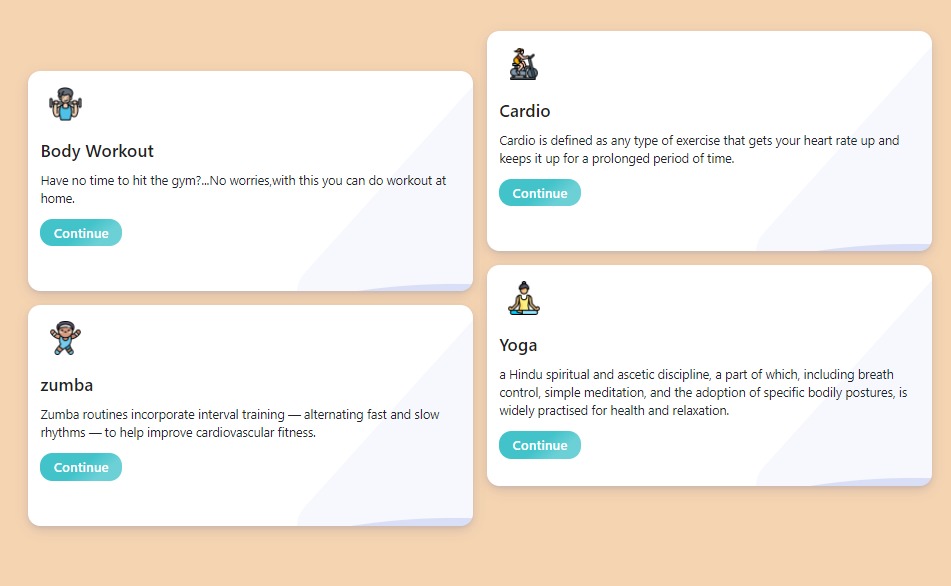 Body Workout
Have no time to hit the gym?...No worries,with this you can do workout at
home.
Continue
zumba
Zumba routines incorporate interval training — alternating fast and slow
rhythms — to help improve cardiovascular fitness.
Continue
Cardio
Cardio is defined as any type of exercise that gets your heart rate up and
keeps it up for a prolonged period of time.
Continue
Yoga
a Hindu spiritual and ascetic discipline, a part of which, including breath
control, simple meditation, and the adoption of specific bodily postures, is
widely practised for health and relaxation.
Continue